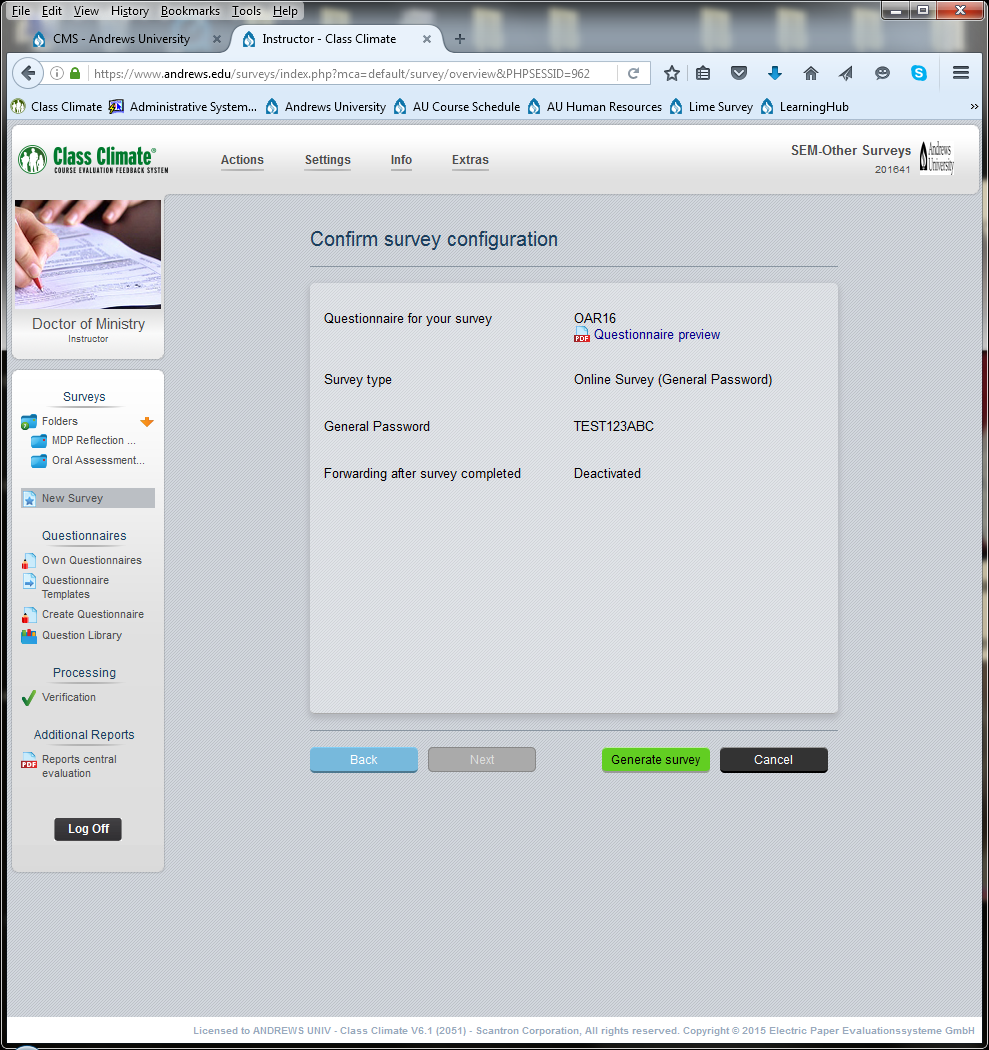 File Edit View History Bookmarks Tools Help
CMS - Andrews University × Instructor - Class Climate × +
https://www.andrews.edu/surveys/index.php?mca=default/survey/overview&PHPSESSID=962
Class Climate Administrative System... Andrews University AU Course Schedule AU Human Resources Lime Survey LearningHub »
Class Climate®
COURSE EVALUATION FEEDBACK SYSTEM
Actions Settings Info Extras
SEM-Other Surveys
201641
Andrews
University
Doctor of Ministry
Instructor
Surveys
Folders
MDP Reflection ...
Oral Assessment...
New Survey
Questionnaires
Own Questionnaires
Questionnaire
Templates
Create Questionnaire
Question Library
Processing
Verification
Additional Reports
PDF Reports central
evaluation
Log Off
Confirm survey configuration
Questionnaire for your survey OAR16
PDF Questionnaire preview
Survey type Online Survey (General Password)
General Password TEST123ABC
Forwarding after survey completed Deactivated
Back Next Generate survey Cancel
Licensed to ANDREWS UNIV - Class Climate V6.1 (2051) - Scantron Corporation, All rights reserved. Copyright © 2015 Electric Paper Evaluationssysteme GmbH